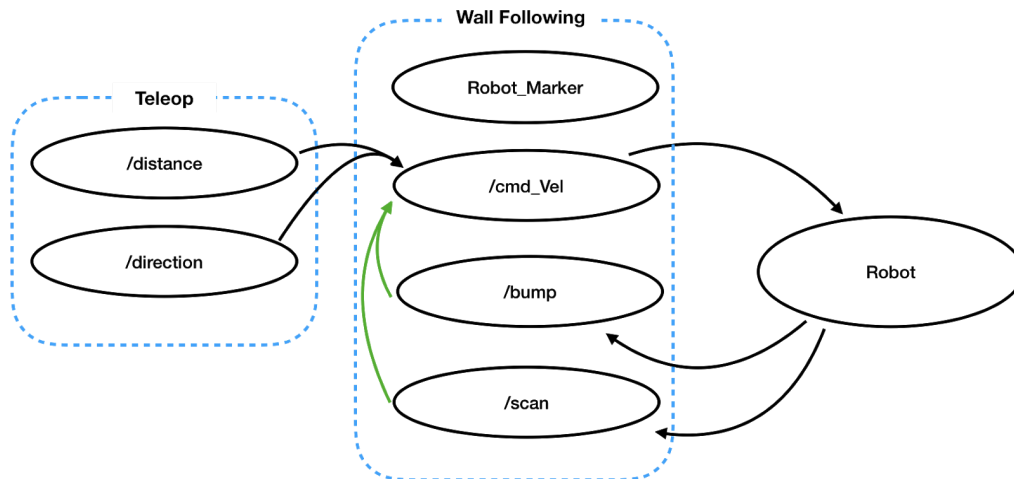 Wall Following
Teleop
Robot_Marker
/distance
/cmd_Vel
/direction
/bump
Robot
/scan